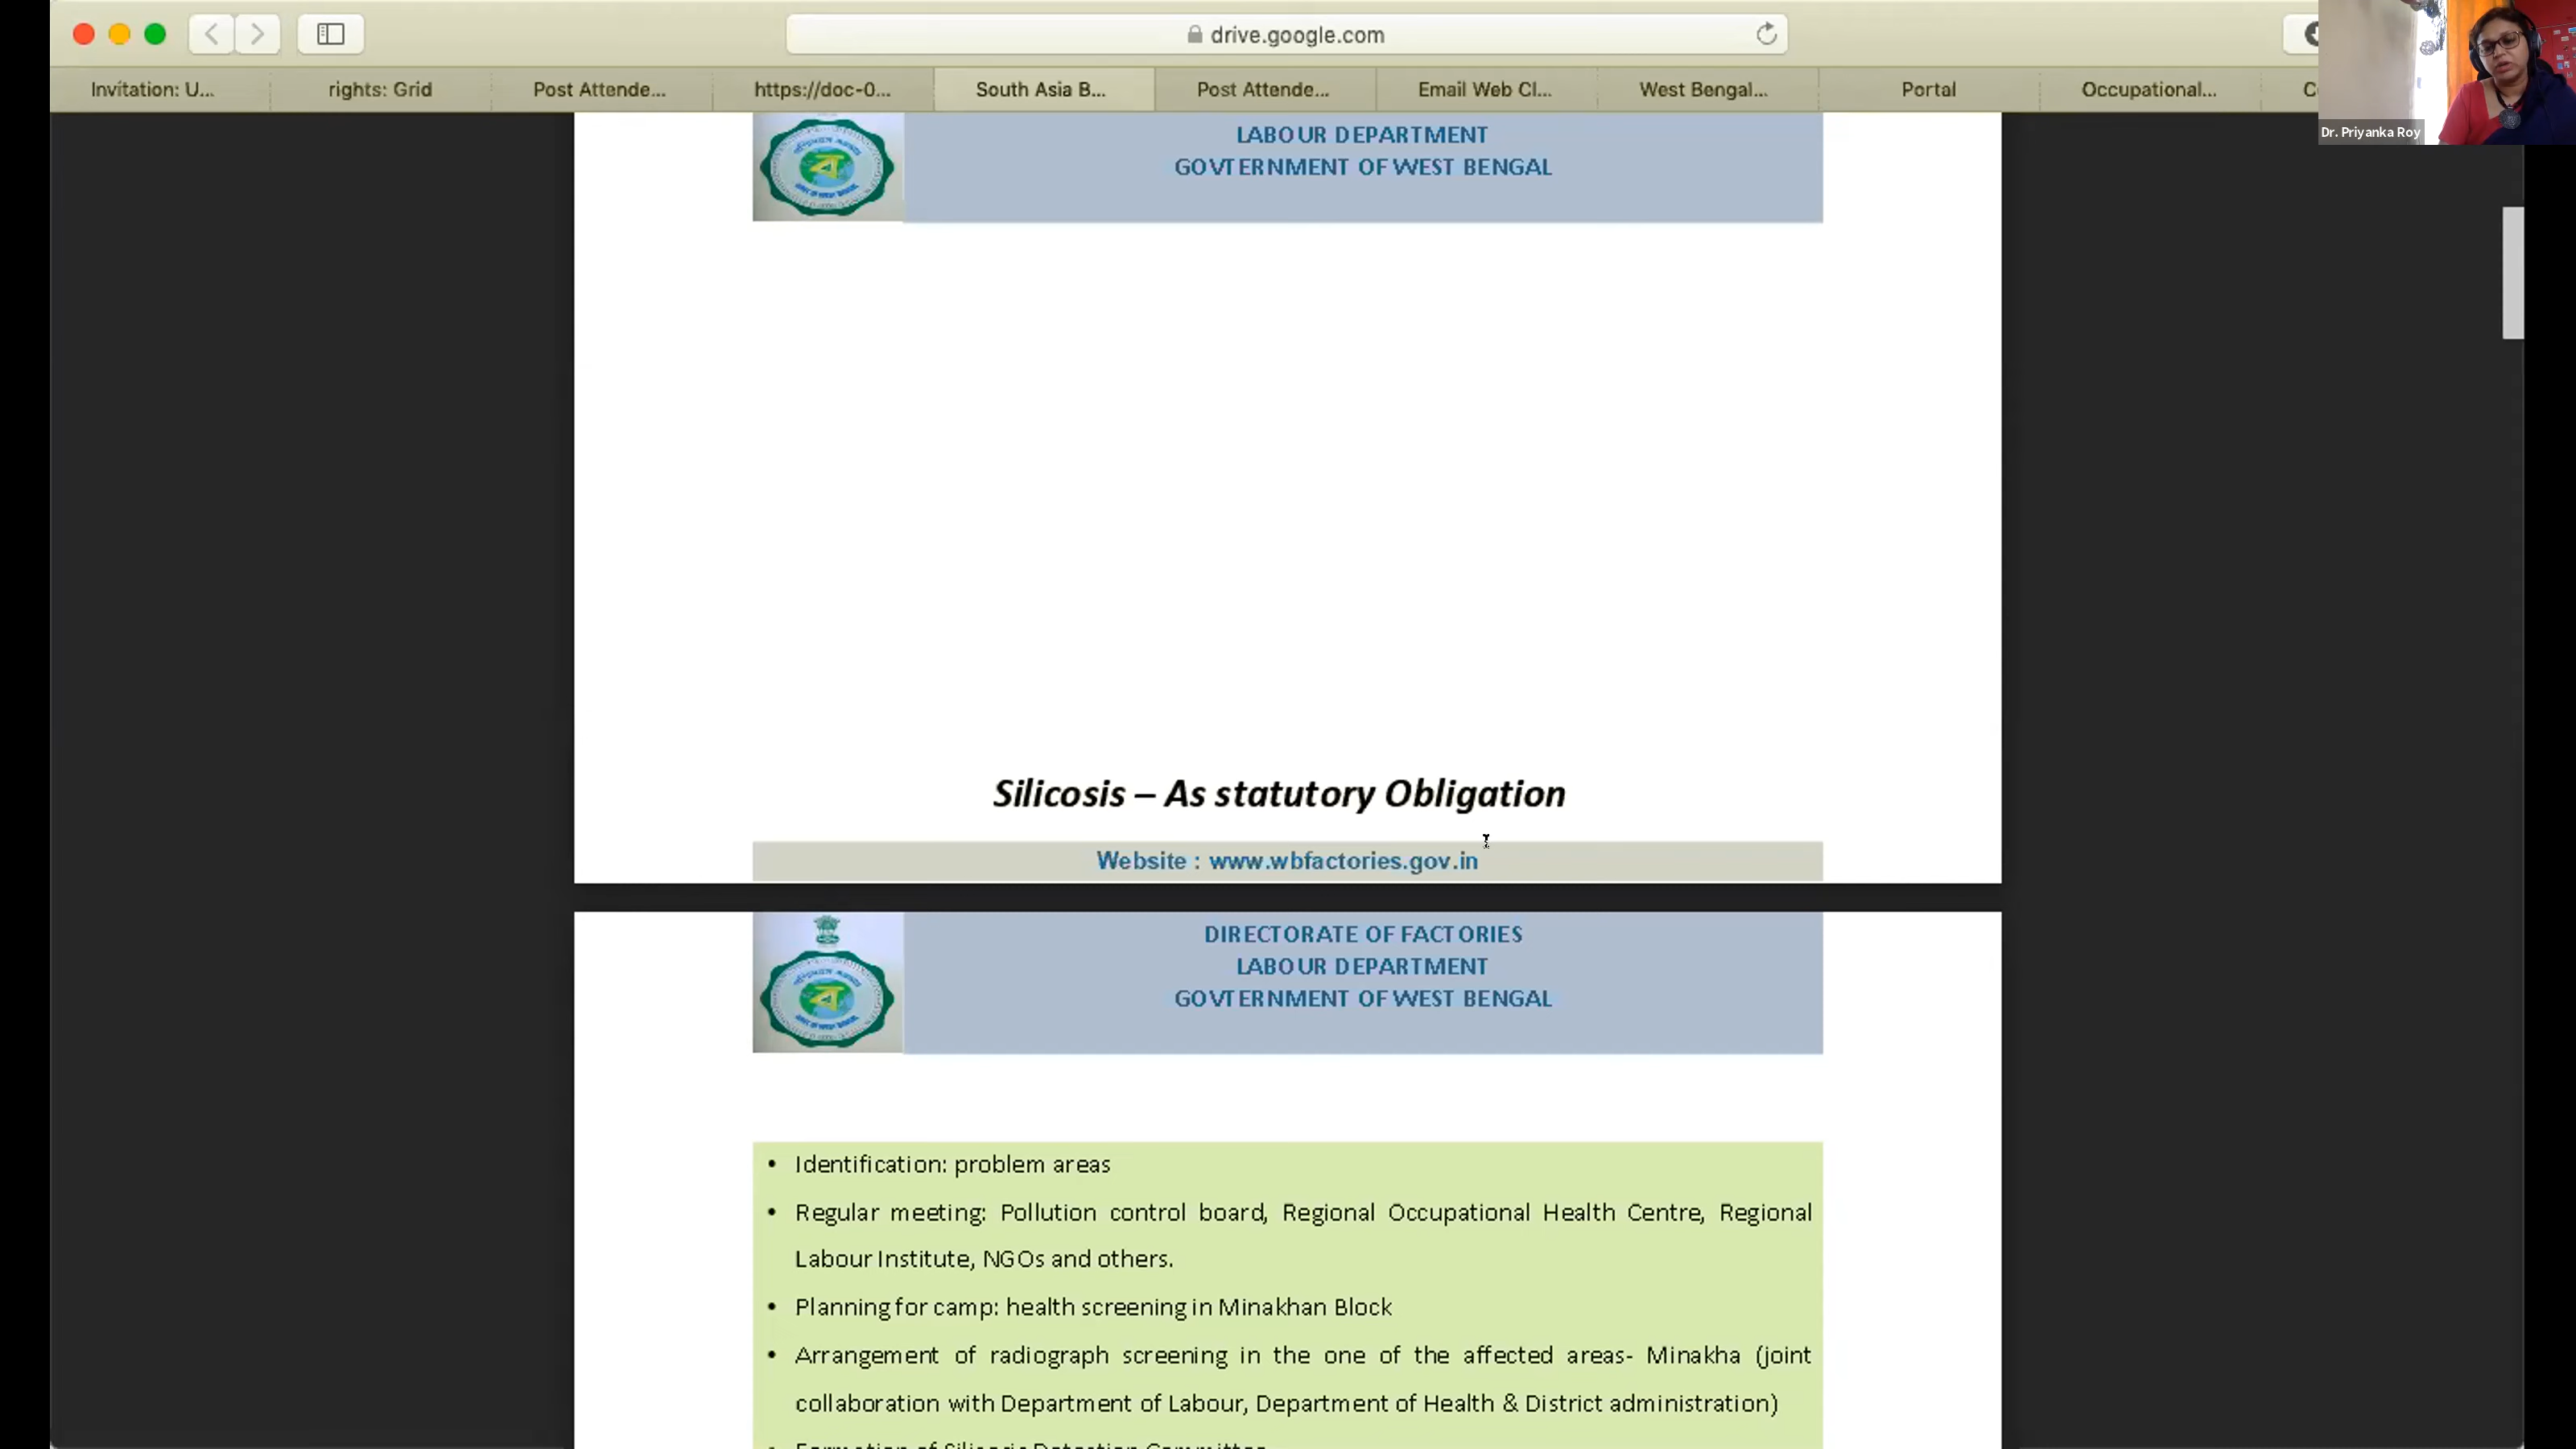 drive.google.com
Invitation: U...
rights: Grid
Post Attende...
https://doc-0...
South Asia B...
Post Attende...
Email Web Cl...
West Bengal...
Portal
Occupational...
Dr. Priyanka Roy
LABOUR DEPARTMENT
GOVTERNMENT OF WEST BENGAL
Silicosis – As statutory Obligation
Website : www.wbfactories.gov.in
DIRECTORATE OF FACTORIES
LABOUR DEPARTMENT
GOVTERNMENT OF WEST BENGAL
• Identification: problem areas
• Regular meeting: Pollution control board, Regional Occupational Health Centre, Regional
Labour Institute, NGOs and others.
• Planning for camp: health screening in Minakhan Block
• Arrangement of radiograph screening in the one of the affected areas- Minakha (joint
collaboration with Department of Labour, Department of Health & District administration)
• Formation of Silicosis Detection Committee